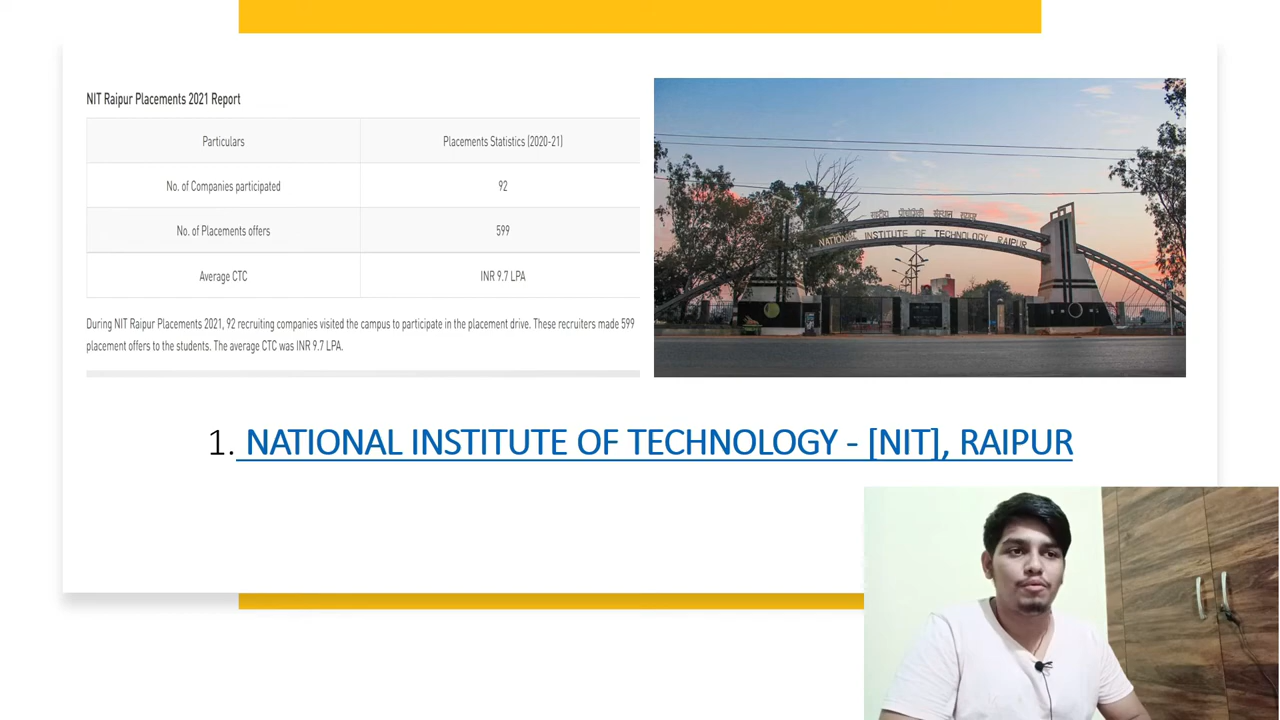 NIT Raipur Placements 2021 Report
Particulars
Placements Statistics (2020-21)
No. of Companies participated
92
No. of Placements offers
599
Average CTC
INR 9.7 LPA
During NIT Raipur Placements 2021, 92 recruiting companies visited the campus to participate in the placement drive. These recruiters made 599
placement offers to the students. The average CTC was INR 9.7 LPA.
NATIONAL INSTITUTE OF TECHNOLOGY RAIPUR
1. NATIONAL INSTITUTE OF TECHNOLOGY - [NIT], RAIPUR